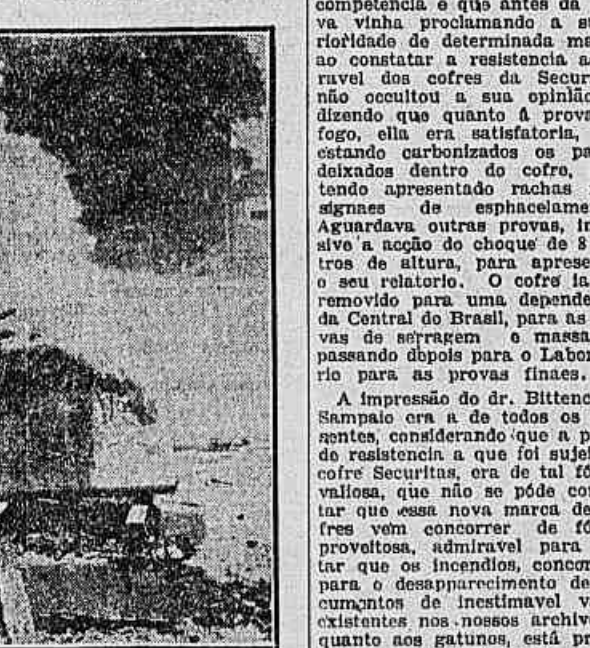 competencia e que antes da
va vinha proclamando a su
rioridade de determinada ma
ao constatar a resistencia a
ravel dos cofres da Secur
não occultou a sua opinião
dizendo que quanto á prova
fogo, ella era satisfatoria,
estando carbonizados os pa
deixados dentro do cofre,
tendo apresentado rachas
signaes de esphacelame
Aguardava outras provas, in
sive a acção do choque de 8
tros de altura, para aprese
o seu relatorio. O cofre ia
removido para uma depende
da Central do Brasil, para as
vas de serragem e massa
passando depois para o Labor
rio para as provas finaes.
A impressão do dr. Bittenc
Sampaio era a de todos os
sentes, considerando que a p
de resistencia a que foi sujei
cofre Securitas, era de tal fó
valiosa, que não se póde con
tar que essa nova marca de
fres vem concorrer de fó
proveitosa, admiravel para
tar que os incendios, concor
para o desapparecimento de
cumentos de inestimavel v
existentes nos nossos archivo
quanto aos gatunos, está pr